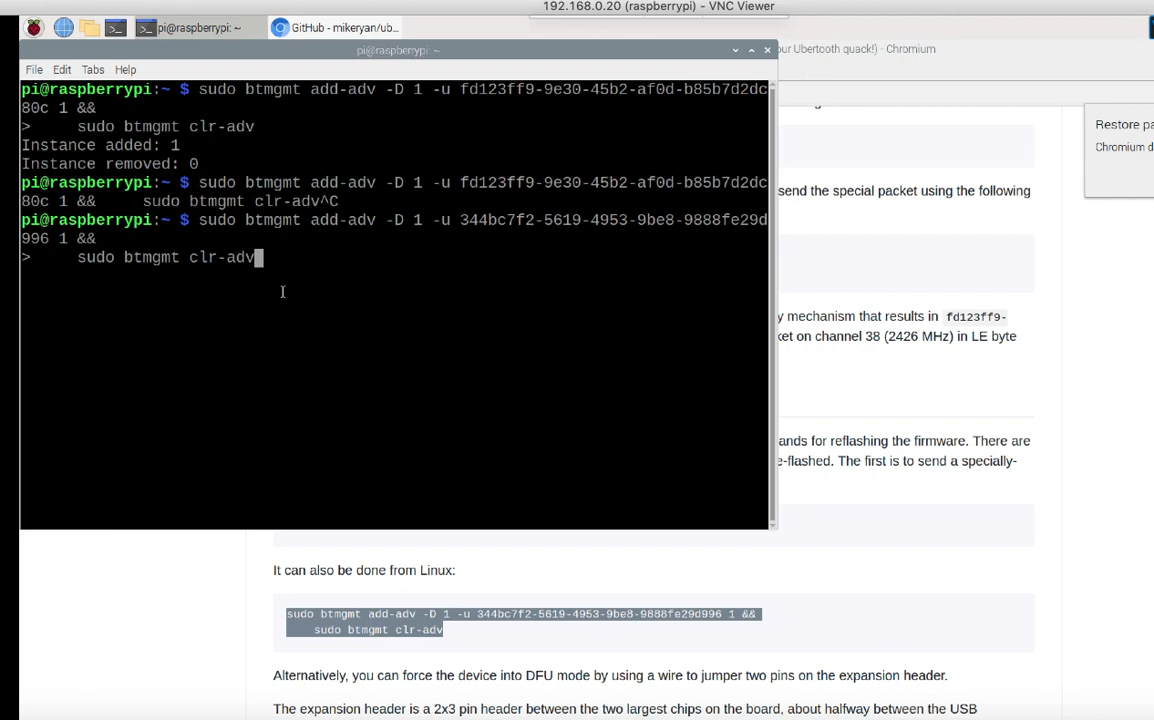 192.168.0.20 (raspberrypi) - VNC Viewer
pi@raspberrypi: ~
GitHub - mikeryan/ub...
pi@raspberrypi: ~
our Ubertooth quack!) - Chromium
File Edit Tabs Help
pi@raspberrypi:~ $ sudo btmgmt add-adv -D 1 -u fd123ff9-9e30-45b2-af0d-b85b7d2dc
80c 1 &&
> sudo btmgmt clr-adv
Instance added: 1
Instance removed: 0
pi@raspberrypi:~ $ sudo btmgmt add-adv -D 1 -u fd123ff9-9e30-45b2-af0d-b85b7d2dc
80c 1 && sudo btmgmt clr-adv^C
pi@raspberrypi:~ $ sudo btmgmt add-adv -D 1 -u 344bc7f2-5619-4953-9be8-9888fe29d
996 1 &&
> sudo btmgmt clr-adv
Restore pa
Chromium d
send the special packet using the following
y mechanism that results in fd123ff9-
ket on channel 38 (2426 MHz) in LE byte
ands for reflashing the firmware. There are
e-flashed. The first is to send a specially-
It can also be done from Linux:
sudo btmgmt add-adv -D 1 -u 344bc7f2-5619-4953-9be8-9888fe29d996 1 &&
sudo btmgmt clr-adv
Alternatively, you can force the device into DFU mode by using a wire to jumper two pins on the expansion header.
The expansion header is a 2x3 pin header between the two largest chips on the board, about halfway between the USB